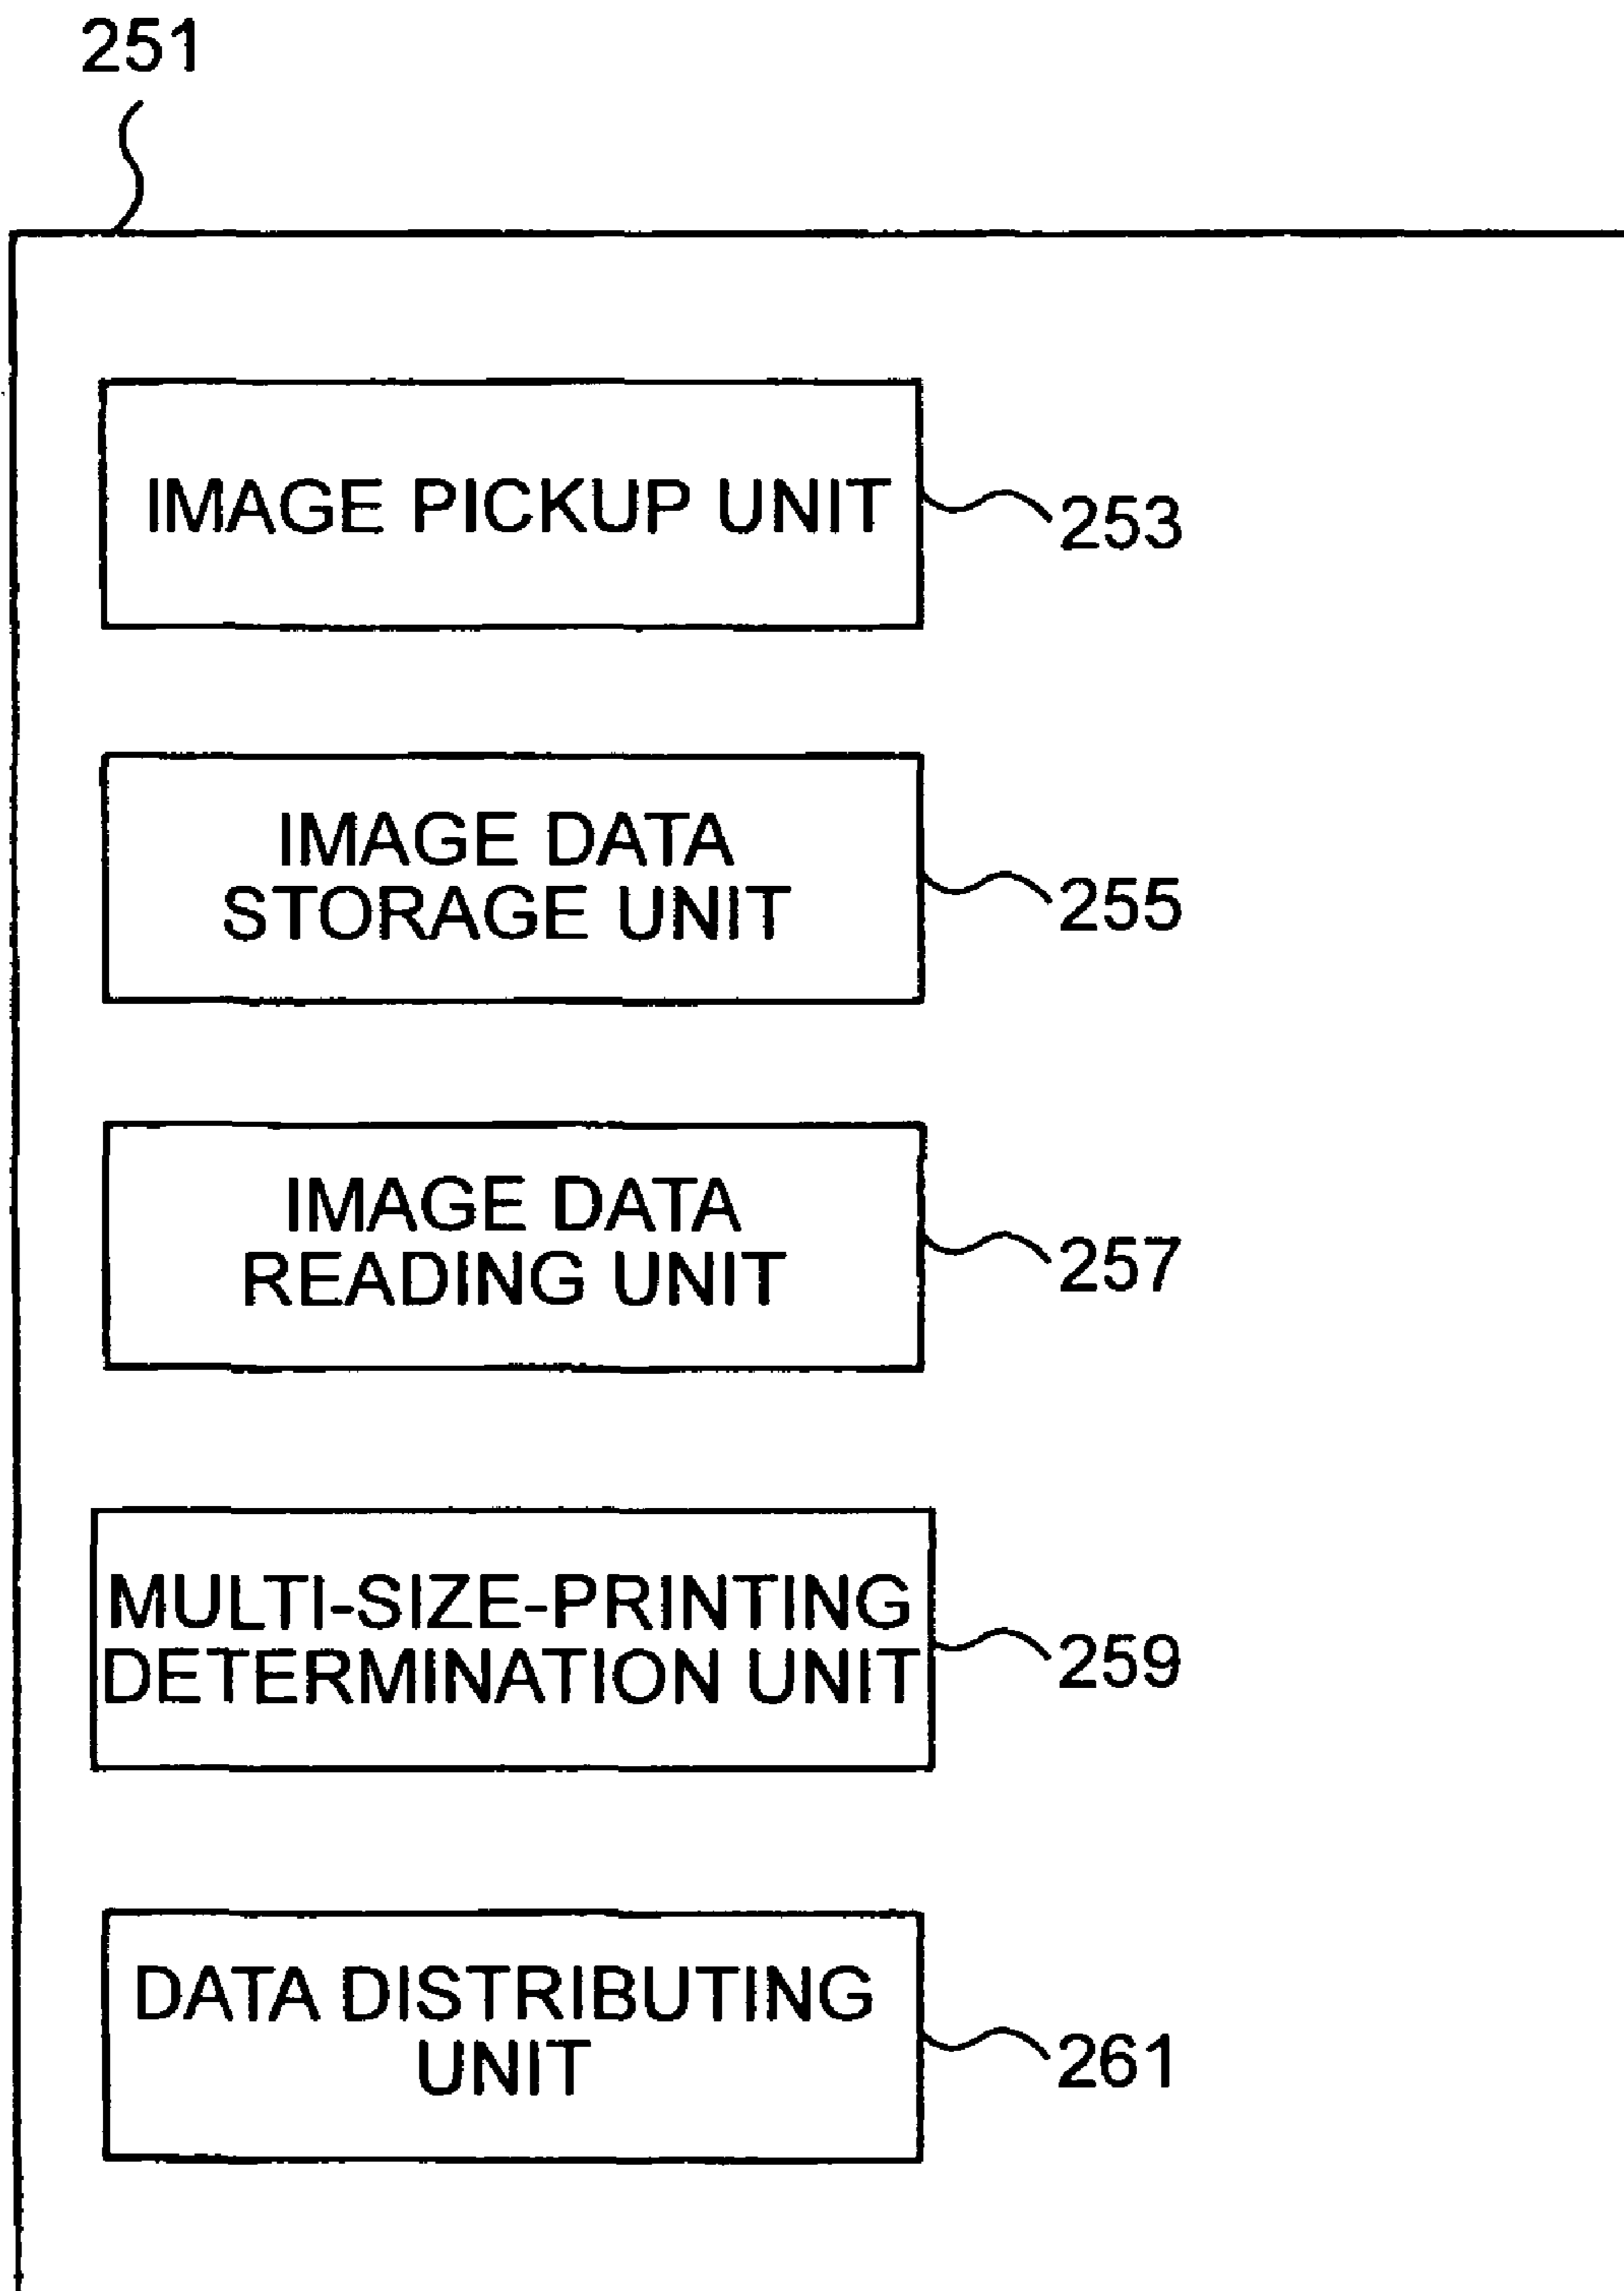 251
IMAGE PICKUP UNIT
253
IMAGE DATA
STORAGE UNIT
255
IMAGE DATA
READING UNIT
257
MULTI-SIZE-PRINTING
DETERMINATION UNIT
259
DATA DISTRIBUTING
UNIT
261